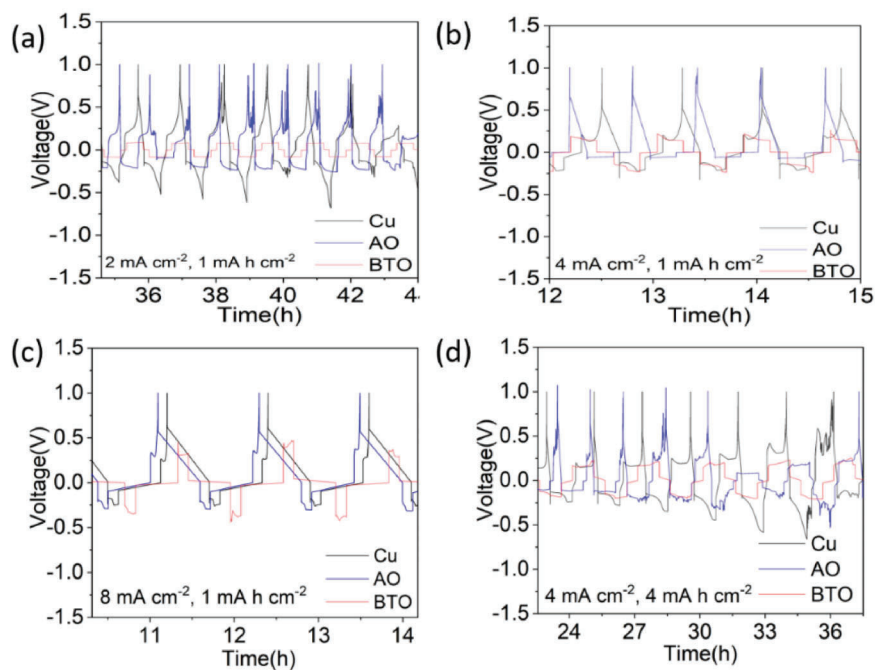 (a)
1.5
1.0
0.5
0.0
-0.5
-1.0
-1.5
Voltage(V)
Cu
AO
BTO
2 mA cm-2, 1 mA h cm-2
36 38 40 42 4
Time(h)
(b)
1.5
1.0
0.5
0.0
-0.5
-1.0
-1.5
Voltage(V)
Cu
AO
BTO
4 mA cm-2, 1 mA h cm-2
12 13 14 15
Time(h)
(c)
1.5
1.0
0.5
0.0
-0.5
-1.0
-1.5
Voltage(V)
Cu
AO
BTO
8 mA cm-2, 1 mA h cm-2
11 12 13 14
Time(h)
(d)
1.5
1.0
0.5
0.0
-0.5
-1.0
-1.5
Voltage(V)
Cu
AO
BTO
4 mA cm-2, 4 mA h cm-2
24 27 30 33 36
Time(h)